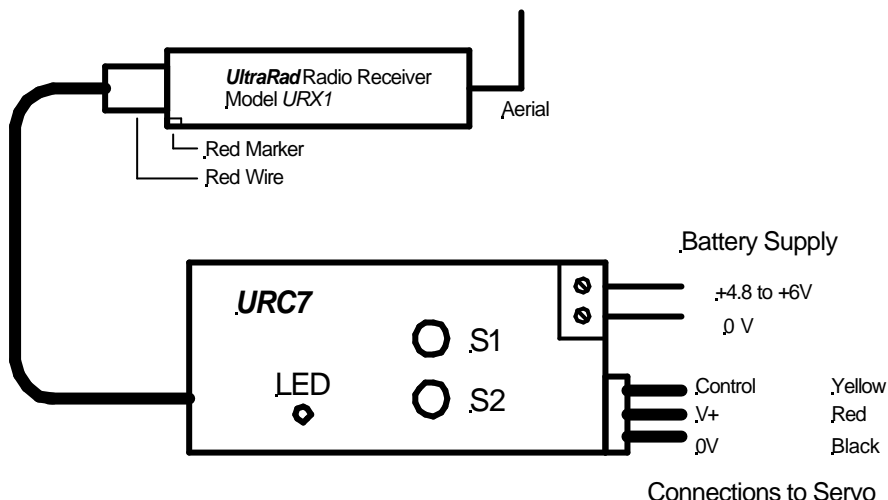 UltraRad Radio Receiver
Model URX1
Aerial
Red Marker
Red Wire
Battery Supply
+4.8 to +6V
0 V
URC7
S1
LED
S2
Control Yellow
V+ Red
0V Black
Connections to Servo